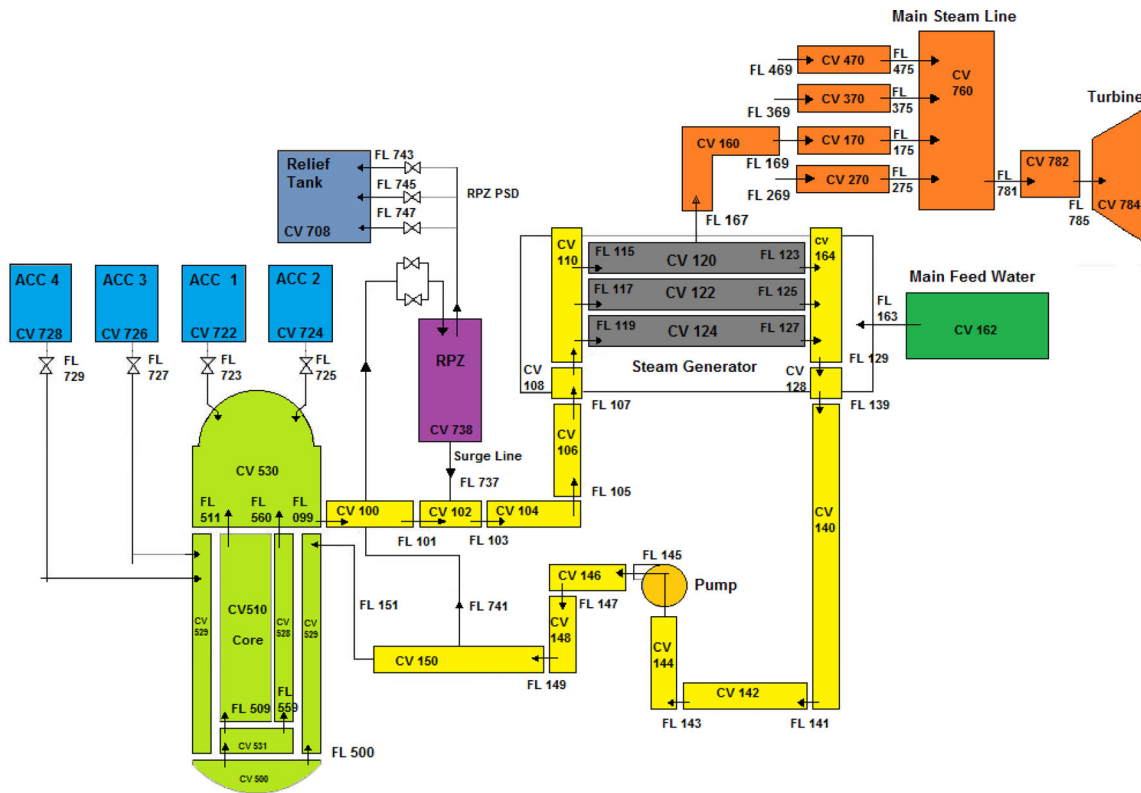 Main Steam Line
FL 469
CV 470
FL
475
CV
760
FL 369
CV 370
FL
375
Turbine
CV 160
FL 169
CV 170
FL
175
FL 269
CV 270
FL
275
CV 782
FL
781
FL
785
CV 784
FL 167
Relief
Tank
CV 708
FL 743
FL 745
FL 747
RPZ PSD
ACC 4
CV 728
ACC 3
CV 726
ACC 1
CV 722
ACC 2
CV 724
FL
729
FL
727
FL
723
FL
725
RPZ
CV 738
Surge Line
FL 737
CV
110
FL 115
CV 120
FL 123
CV
164
FL 117
CV 122
FL 125
FL 119
CV 124
FL 127
Steam Generator
CV
108
FL 107
FL 129
CV
128
FL 139
Main Feed Water
FL
163
CV 162
CV
106
FL 105
CV 530
FL
511
FL
560
FL
099
CV 100
FL 101
CV 102
FL 103
CV 104
CV
140
CV
529
CV510
Core
CV
528
CV
529
FL 151
FL 741
FL 145
Pump
CV 146
FL 147
CV
148
CV 150
FL 149
CV
144
CV 142
FL 143
FL 141
FL 509
FL
559
CV 531
FL 500
CV 500